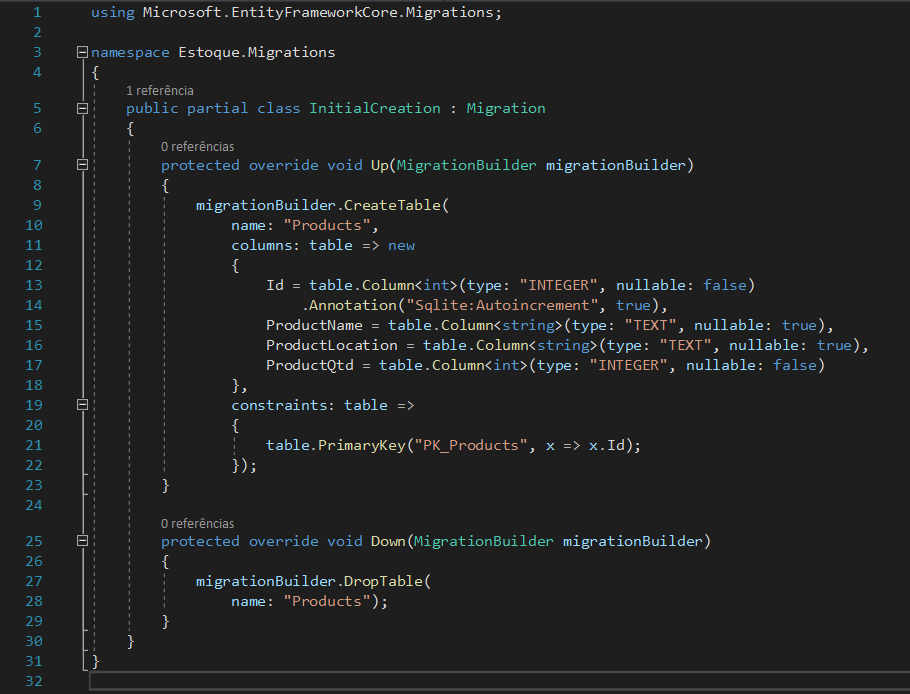 1 using Microsoft.EntityFrameworkCore.Migrations;
2
3 namespace Estoque.Migrations
4 {
1 referência
5 public partial class InitialCreation : Migration
6 {
0 referências
7 protected override void Up(MigrationBuilder migrationBuilder)
8 {
9 migrationBuilder.CreateTable(
10 name: "Products",
11 columns: table => new
12 {
13 Id = table.Column<int>(type: "INTEGER", nullable: false)
14 .Annotation("Sqlite:Autoincrement", true),
15 ProductName = table.Column<string>(type: "TEXT", nullable: true),
16 ProductLocation = table.Column<string>(type: "TEXT", nullable: true),
17 ProductQtd = table.Column<int>(type: "INTEGER", nullable: false)
18 },
19 constraints: table =>
20 {
21 table.PrimaryKey("PK_Products", x => x.Id);
22 });
23 }
24
0 referências
25 protected override void Down(MigrationBuilder migrationBuilder)
26 {
27 migrationBuilder.DropTable(
28 name: "Products");
29 }
30 }
31 }
32